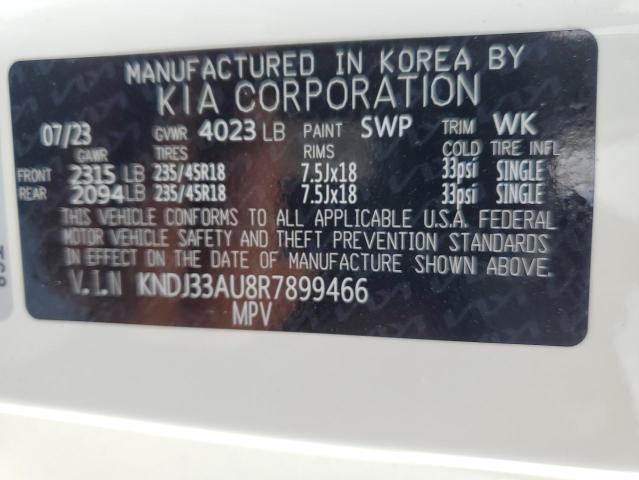 MANUFACTURED IN KOREA BY
KIA CORPORATION
07/23 GVWR 4023 LB PAINT SWP TRIM WK
GAWR TIRES RIMS COLD TIRE INFL
FRONT 2315 LB 235/45R18 7.5Jx18 33psi SINGLE
REAR 2094 LB 235/45R18 7.5Jx18 33psi SINGLE
THIS VEHICLE CONFORMS TO ALL APPLICABLE U.S.A. FEDERAL
MOTOR VEHICLE SAFETY AND THEFT PREVENTION STANDARDS
IN EFFECT ON THE DATE OF MANUFACTURE SHOWN ABOVE.
V.I.N KNDJ33AU8R7899466
MPV